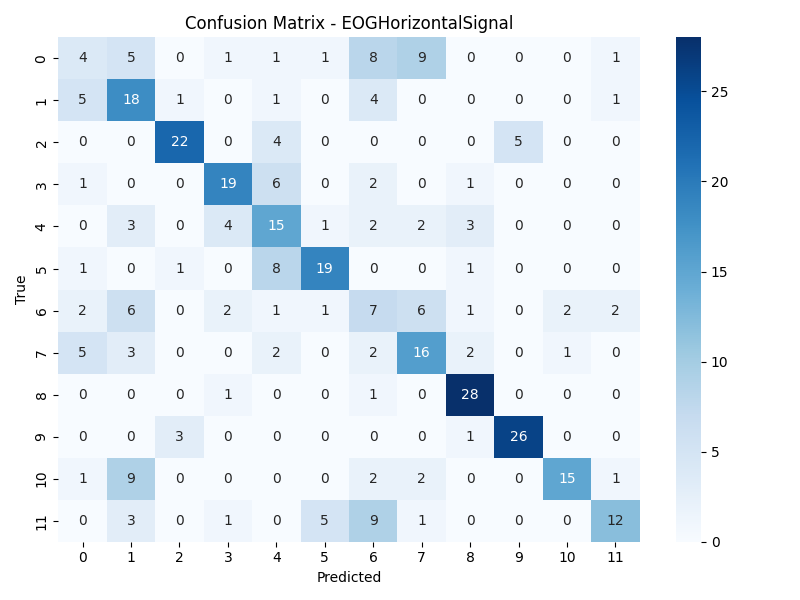 Confusion Matrix - EOGHorizontalSignal
True
0 4 5 0 1 1 1 8 9 0 0 0 1
1 5 18 1 0 1 0 4 0 0 0 0 1
2 0 0 22 0 4 0 0 0 0 5 0 0
3 1 0 0 19 6 0 2 0 1 0 0 0
4 0 3 0 4 15 1 2 2 3 0 0 0
5 1 0 1 0 8 19 0 0 1 0 0 0
6 2 6 0 2 1 1 7 6 1 0 2 2
7 5 3 0 0 2 0 2 16 2 0 1 0
8 0 0 0 1 0 0 1 0 28 0 0 0
9 0 0 3 0 0 0 0 0 1 26 0 0
10 1 9 0 0 0 0 2 2 0 0 15 1
11 0 3 0 1 0 5 9 1 0 0 0 12
0 1 2 3 4 5 6 7 8 9 10 11
Predicted
25
20
15
10
5
0